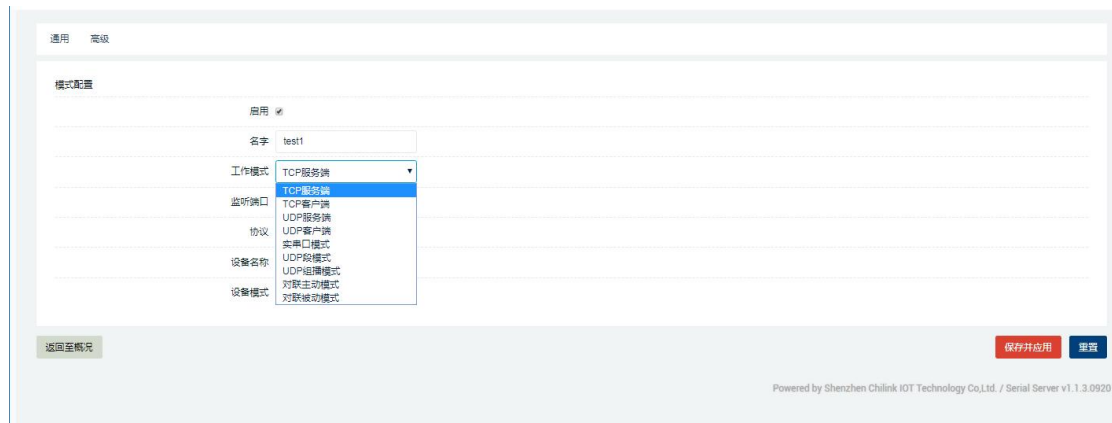 通用 高级
模式配置
启用
名字 test1
工作模式 TCP服务端
TCP服务端
TCP客户端
UDP服务端
UDP客户端
实串口模式
UDP段模式
UDP组播模式
对联主动模式
对联被动模式
监听端口
协议
设备名称
设备模式
返回至概况 保存并应用 重置
Powered by Shenzhen Chilink IOT Technology Co,Ltd. / Serial Server v1.1.3.0920